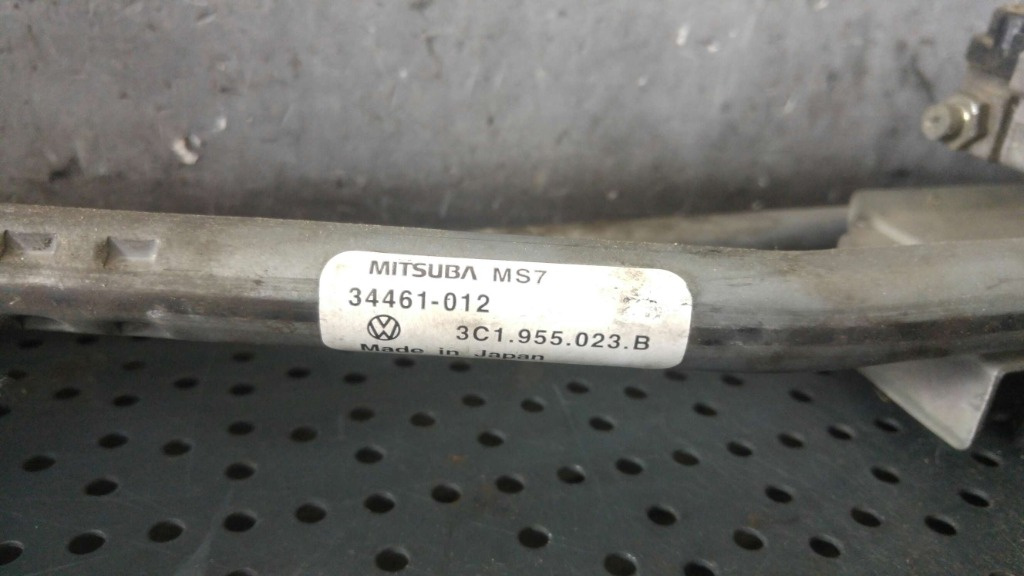 MITSUBA MS7
34461-012
3C1.955.023.B
Made in Japan